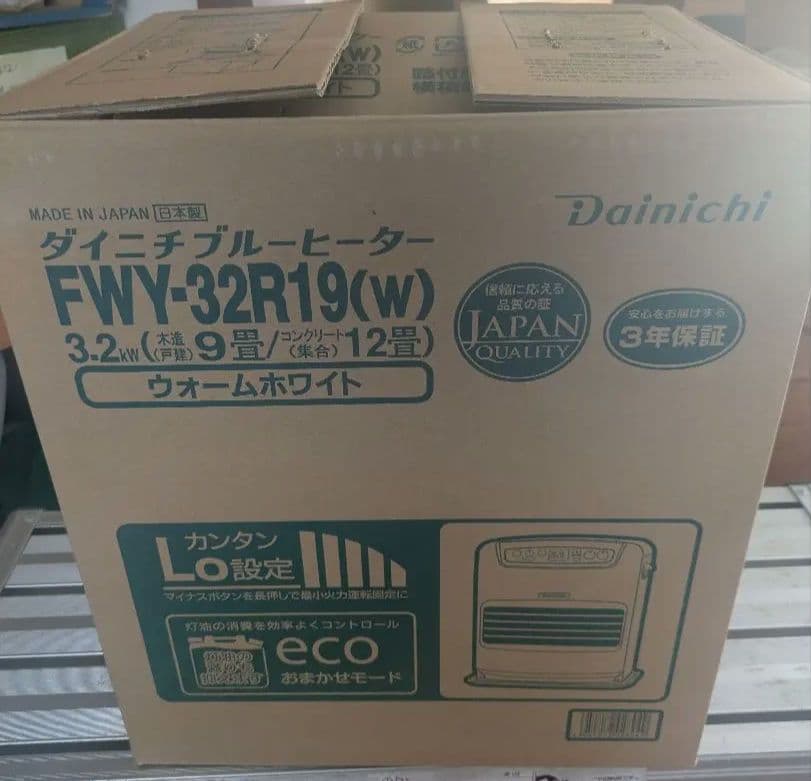 (W)
12畳)
MADE IN JAPAN 日本製
Dainichi
ダイニチブルーヒーター
FWY-32R19(W)
3.2kW(木造(戸建)9畳/コンクリート(集合)12畳)
ウォームホワイト
信頼に応える
品質の証
JAPAN
QUALITY
安心をお届けする
3年保証
カンタン
Lo設定
マイナスボタンを長押しで最小火力運転固定に
灯油の消費を効率よくコントロール
eco
おまかせモード